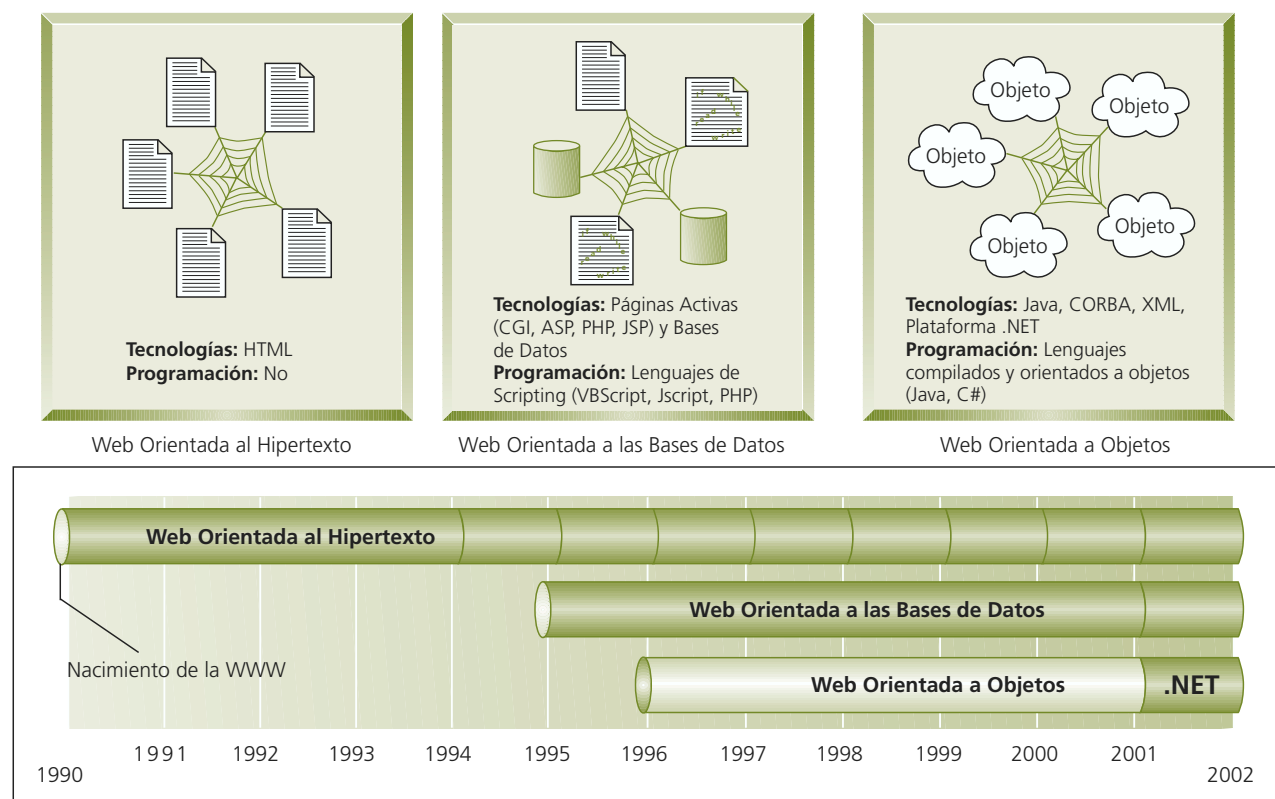 Objeto
Objeto
Objeto
Objeto
Objeto
Tecnologías: HTML
Programación: No
Tecnologías: Páginas Activas
(CGI, ASP, PHP, JSP) y Bases
de Datos
Programación: Lenguajes de
Scripting (VBScript, Jscript, PHP)
Tecnologías: Java, CORBA, XML,
Plataforma .NET
Programación: Lenguajes
compilados y orientados a objetos
(Java, C#)
Web Orientada al Hipertexto
Web Orientada a las Bases de Datos
Web Orientada a Objetos
Web Orientada al Hipertexto
Web Orientada a las Bases de Datos
Nacimiento de la WWW
Web Orientada a Objetos
.NET
1990
1991
1992
1993
1994
1995
1996
1997
1998
1999
2000
2001
2002